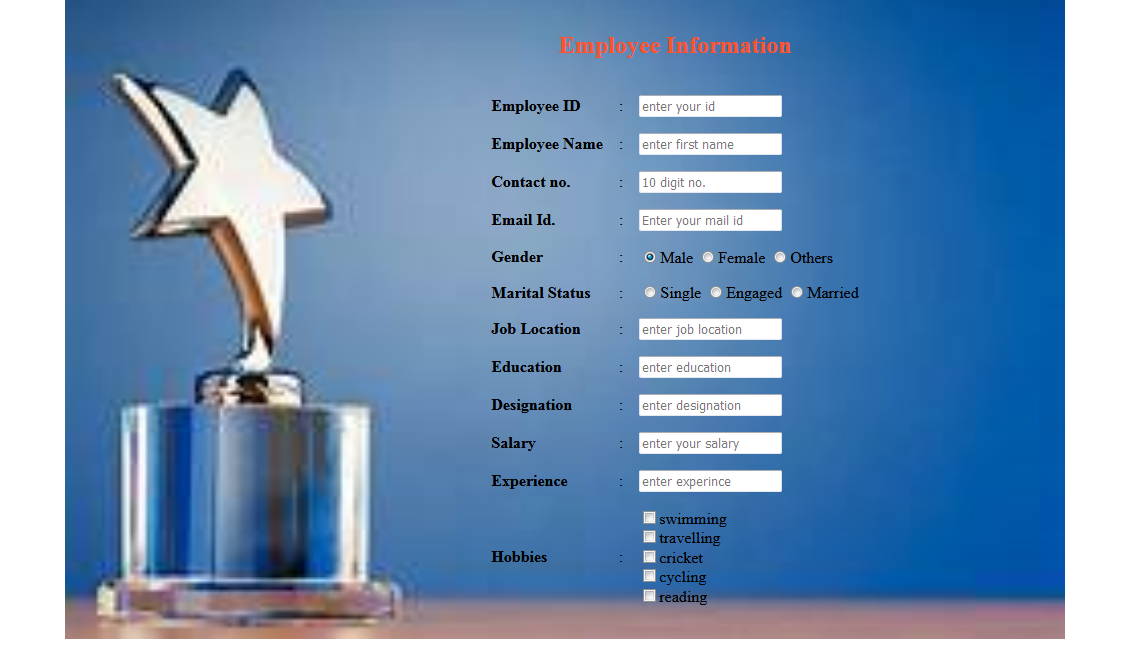 Employee Information
Employee ID : enter your id
Employee Name : enter first name
Contact no. : 10 digit no.
Email Id. : Enter your mail id
Gender : Male Female Others
Marital Status : Single Engaged Married
Job Location : enter job location
Education : enter education
Designation : enter designation
Salary : enter your salary
Experience : enter experince
swimming
travelling
Hobbies : cricket
cycling
reading